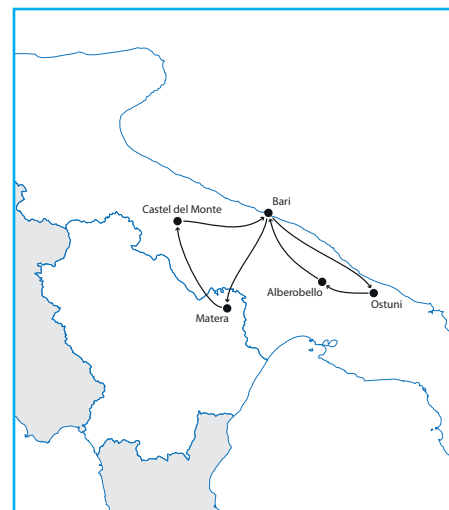 Bari
Castel del Monte
Alberobello
Ostuni
Matera